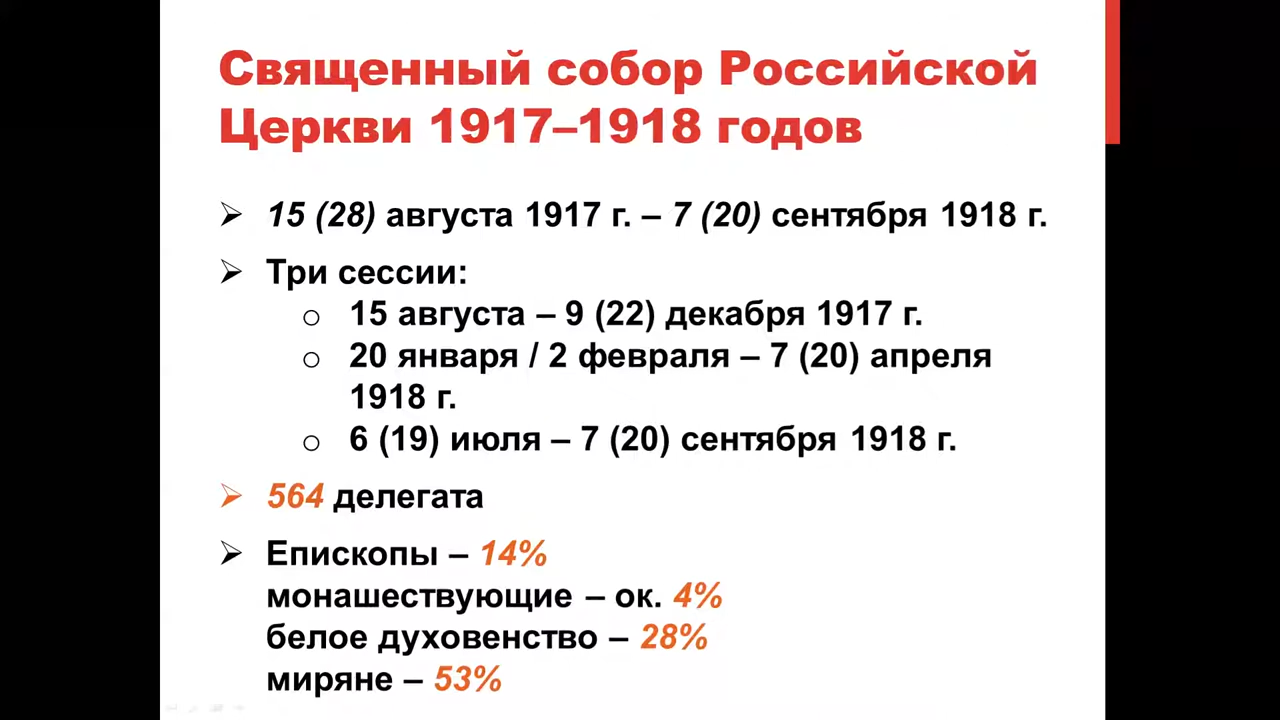 Священный собор Российской
Церкви 1917–1918 годов
➢ 15 (28) августа 1917 г. – 7 (20) сентября 1918 г.
➢ Три сессии:
o 15 августа – 9 (22) декабря 1917 г.
o 20 января / 2 февраля – 7 (20) апреля
1918 г.
o 6 (19) июля – 7 (20) сентября 1918 г.
➢ 564 делегата
➢ Епископы – 14%
монашествующие – ок. 4%
белое духовенство – 28%
миряне – 53%